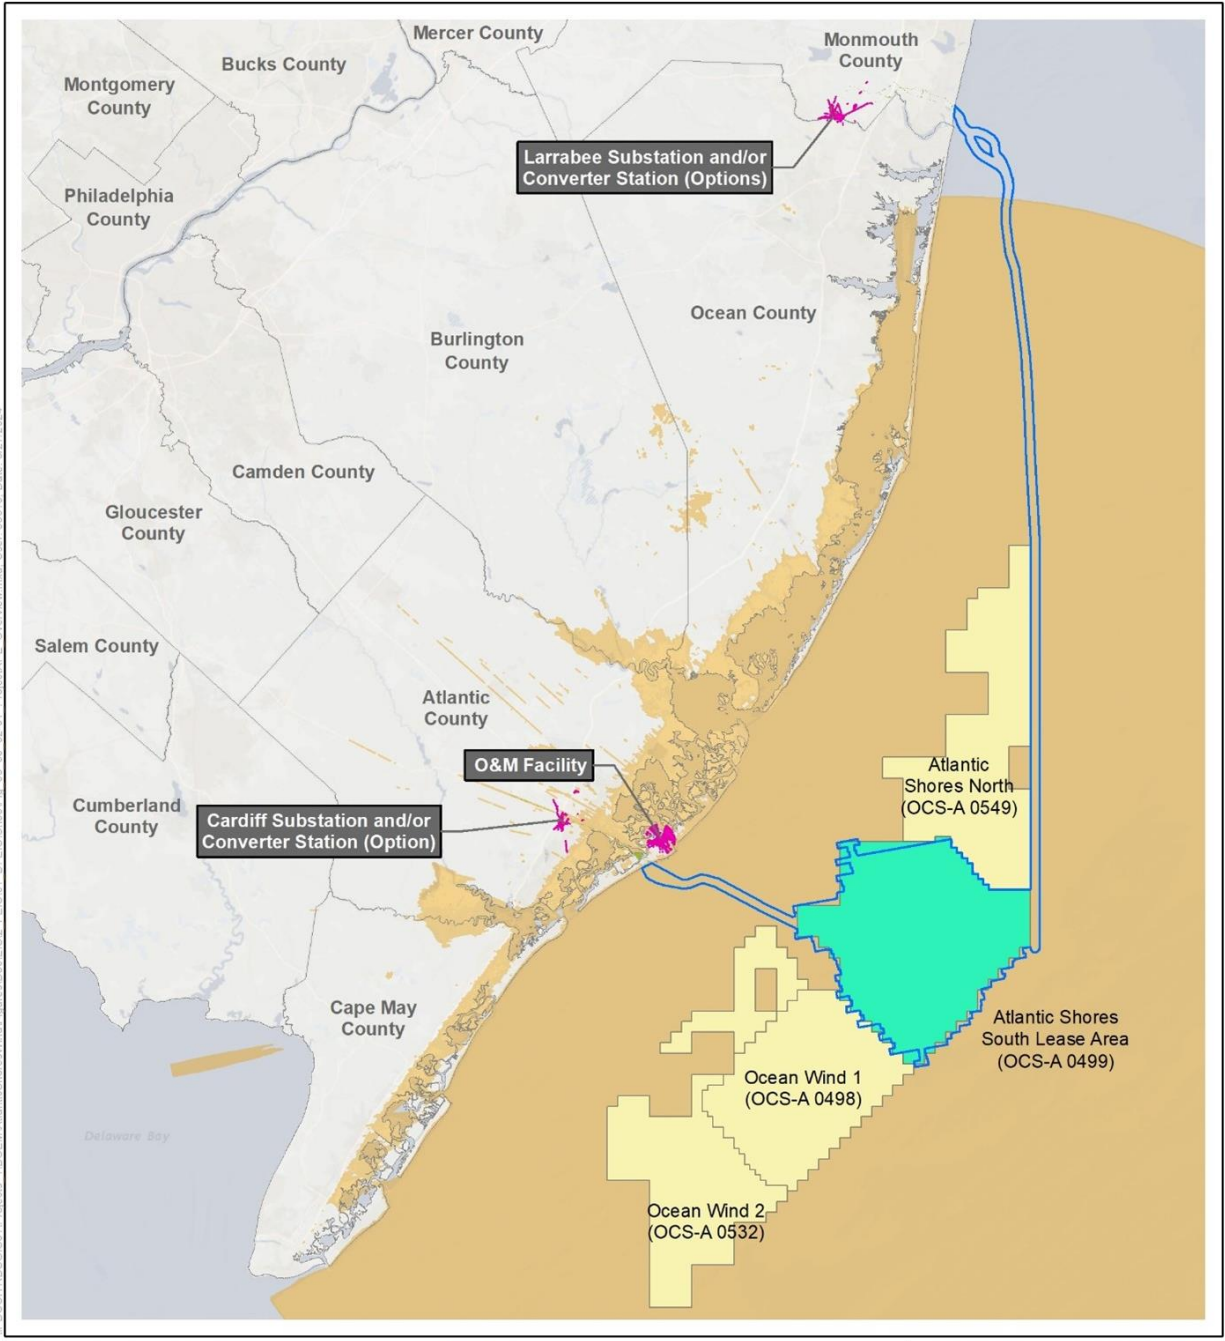 Mercer County
Monmouth
County
Bucks County
Montgomery
County
Larrabee Substation and/or
Converter Station (Options)
Philadelphia
County
Ocean County
Burlington
County
Camden County
Gloucester
County
Salem County
Atlantic
County
O&M Facility
Atlantic
Shores North
(OCS-A 0549)
Cumberland
County
Cardiff Substation and/or
Converter Station (Option)
Cape May
County
Atlantic Shores
South Lease Area
(OCS-A 0499)
Ocean Wind 1
(OCS-A 0498)
Delaware Bay
Ocean Wind 2
(OCS-A 0532)